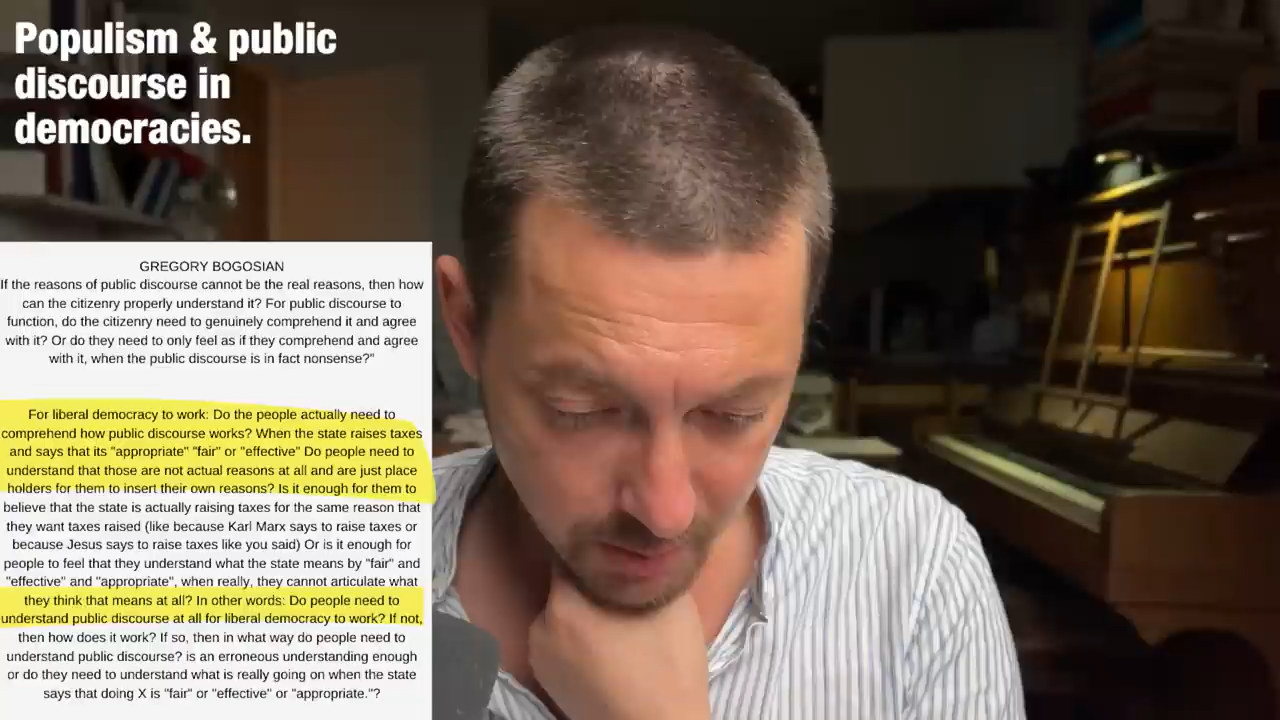 Populism & public
discourse in
democracies.
GREGORY BOGOSIAN
If the reasons of public discourse cannot be the real reasons, then how
can the citizenry properly understand it? For public discourse to
function, do the citizenry need to genuinely comprehend it and agree
with it? Or do they need to only feel as if they comprehend and agree
with it, when the public discourse is in fact nonsense?"
For liberal democracy to work: Do the people actually need to
comprehend how public discourse works? When the state raises taxes
and says that its "appropriate" "fair" or "effective" Do people need to
understand that those are not actual reasons at all and are just place
holders for them to insert their own reasons? Is it enough for them to
believe that the state is actually raising taxes for the same reason that
they want taxes raised (like because Karl Marx says to raise taxes or
because Jesus says to raise taxes like you said) Or is it enough for
people to feel that they understand what the state means by "fair" and
"effective" and "appropriate", when really, they cannot articulate what
they think that means at all? In other words: Do people need to
understand public discourse at all for liberal democracy to work? If not,
then how does it work? If so, then in what way do people need to
understand public discourse? is an erroneous understanding enough
or do they need to understand what is really going on when the state
says that doing X is "fair" or "effective" or "appropriate."?